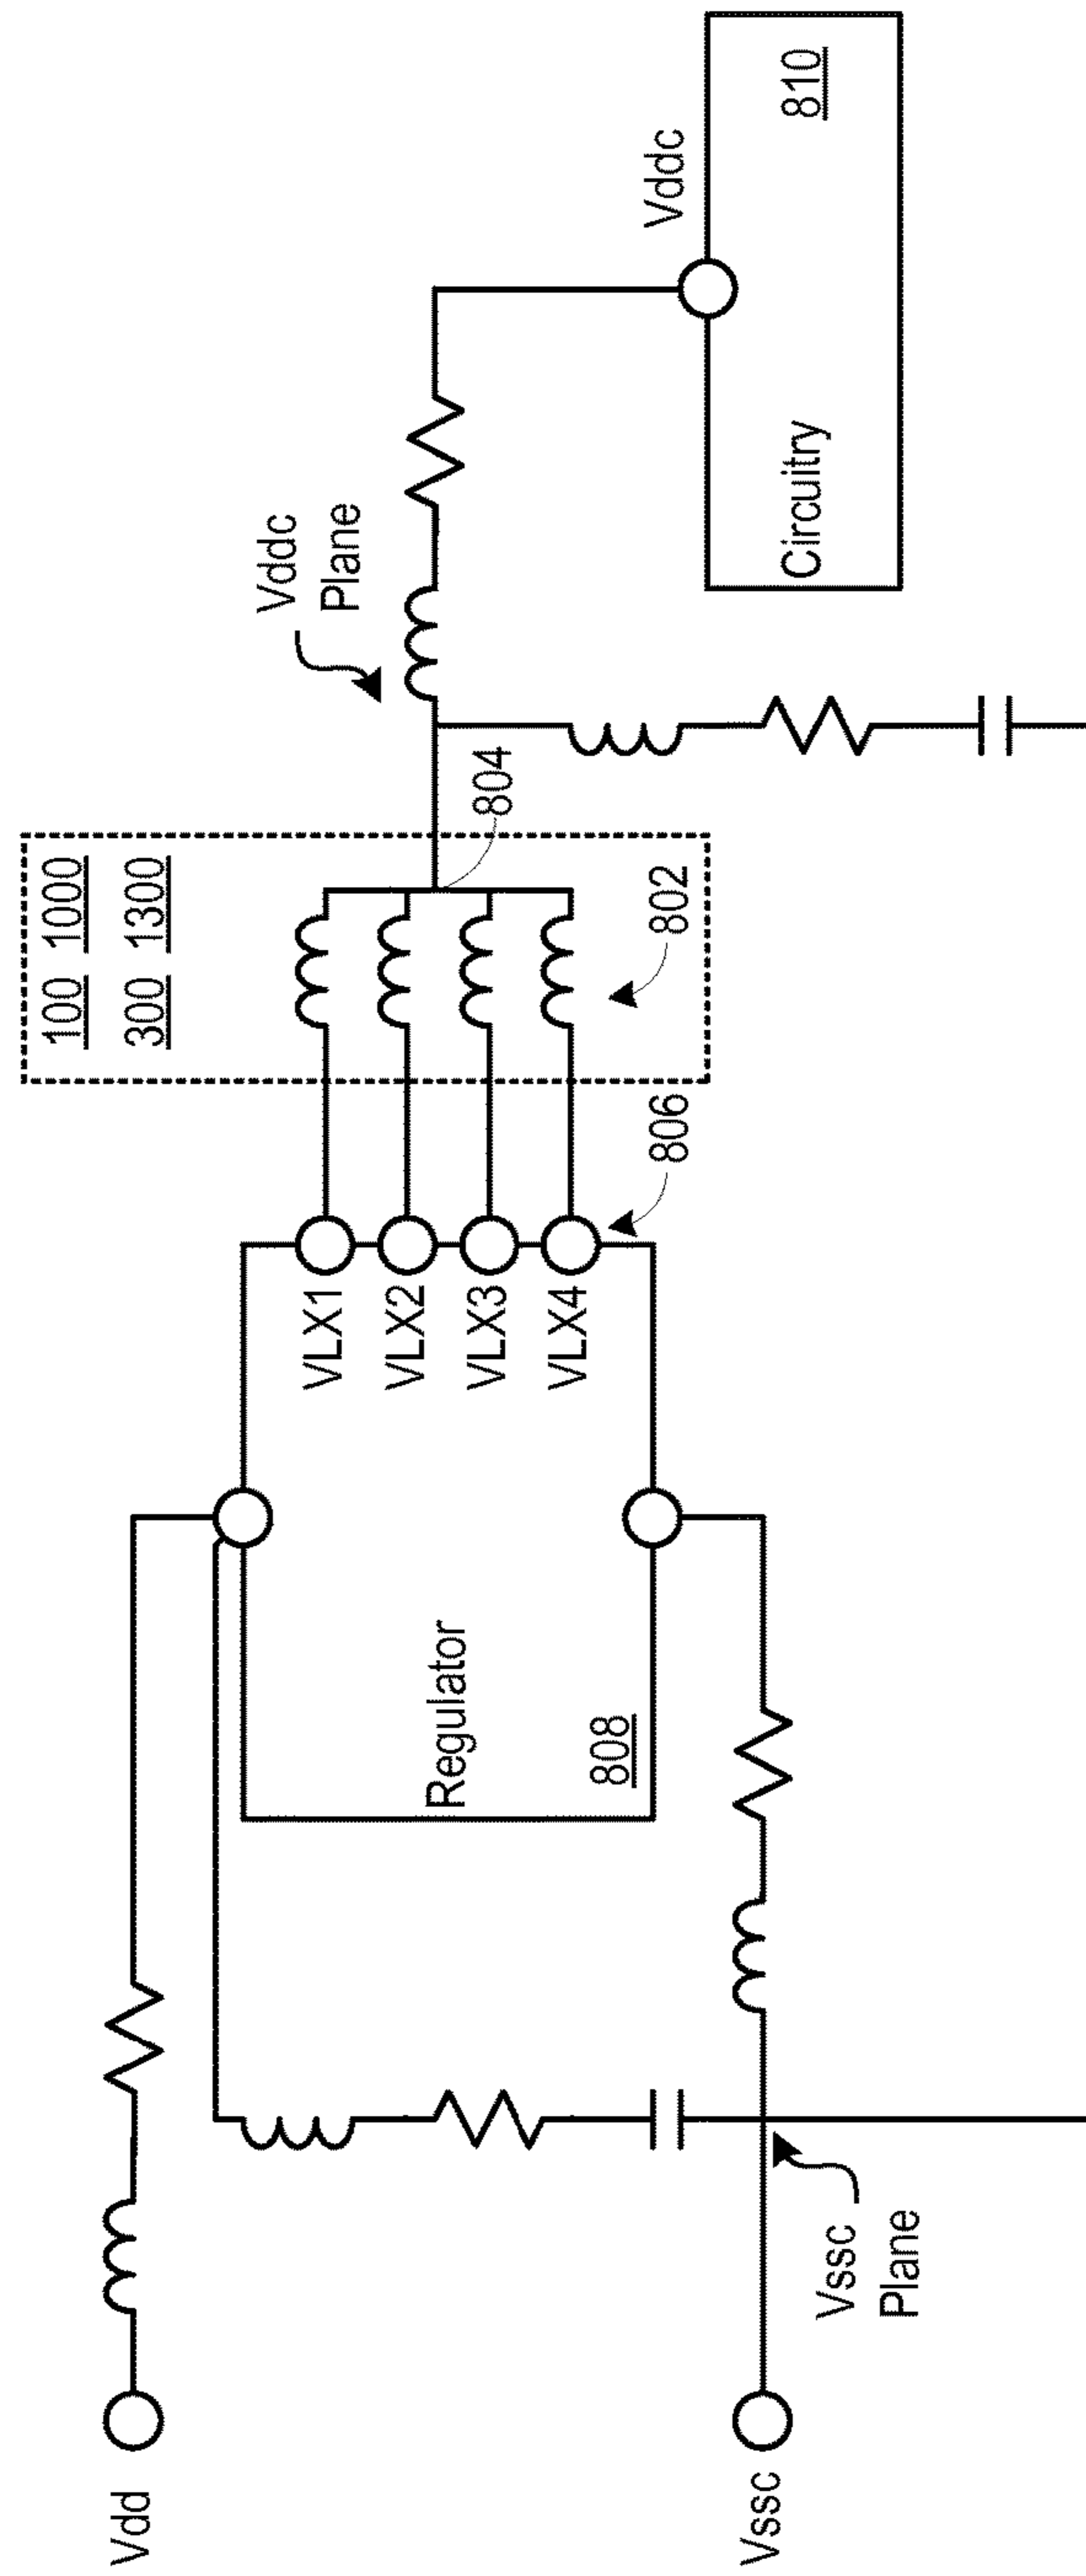 Vdd
Vssc
Vssc
Plane
Regulator
808
VLX1
VLX2
VLX3
VLX4
806
100 1000
300 1300
802
804
Vddc
Plane
Vddc
Circuitry
810